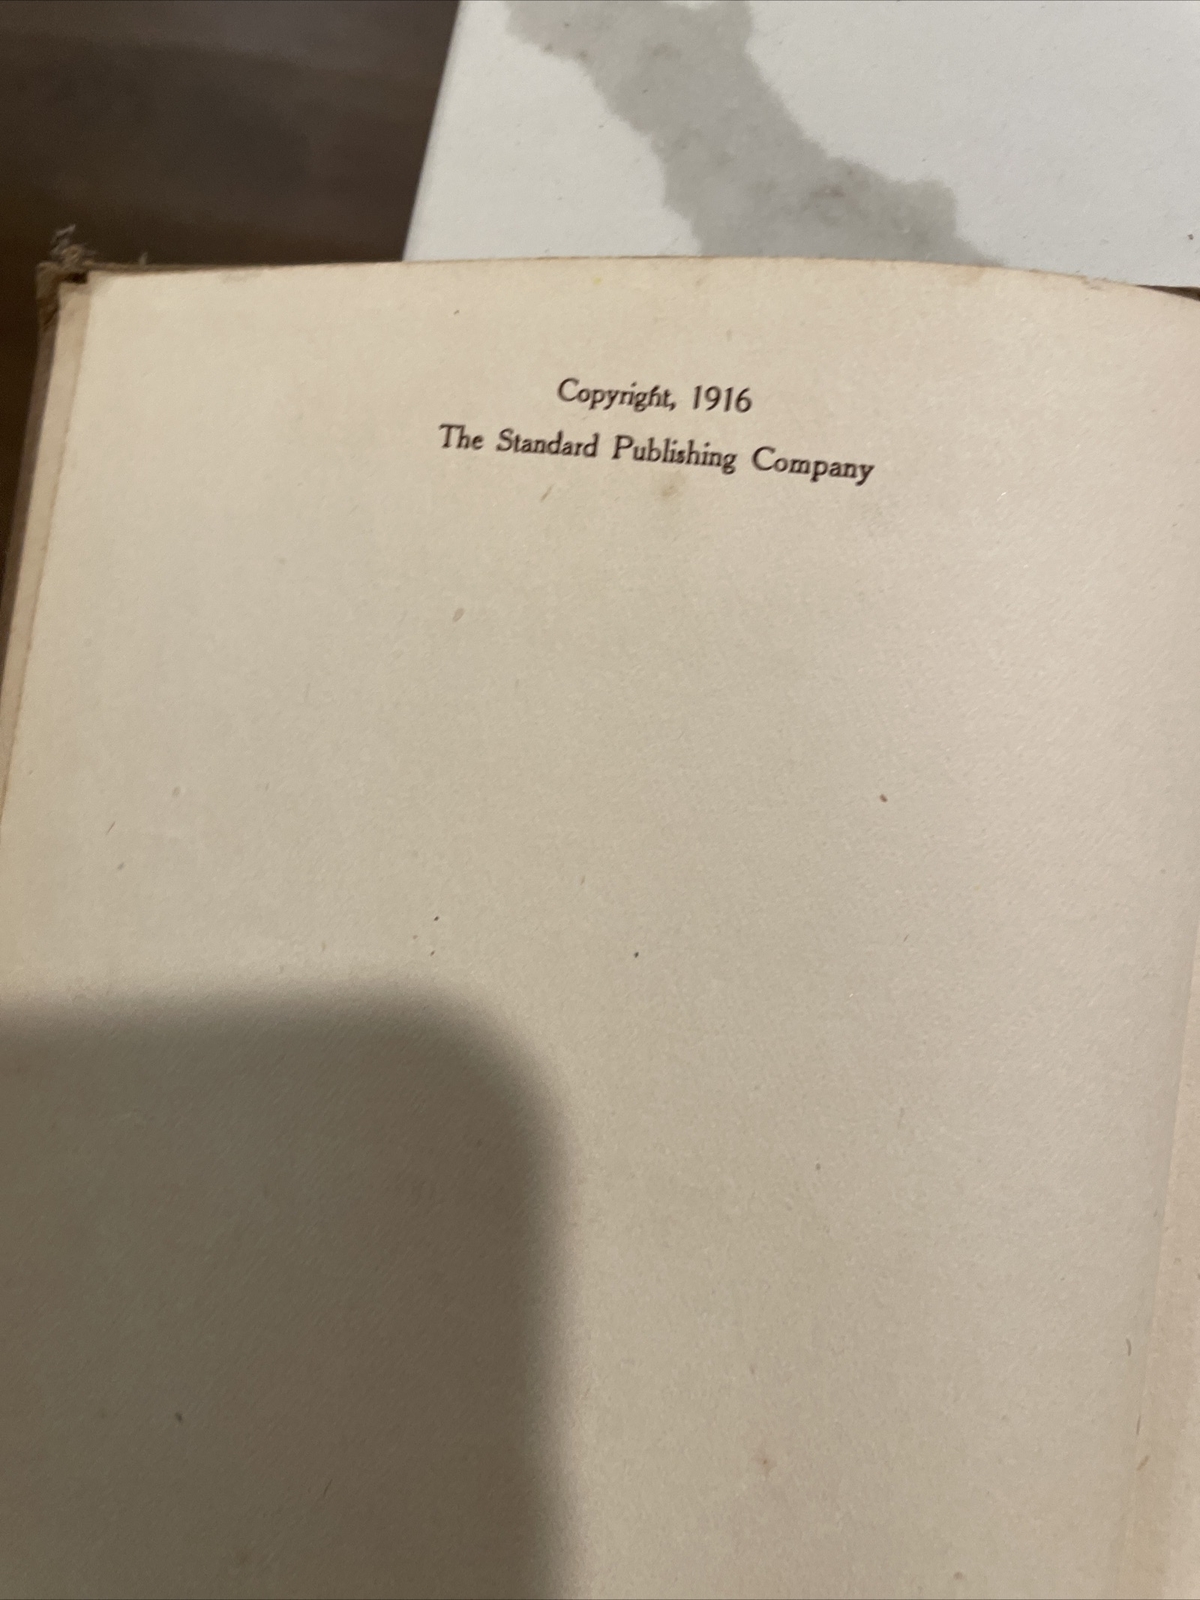 Copyright, 1916
The Standard Publishing Company